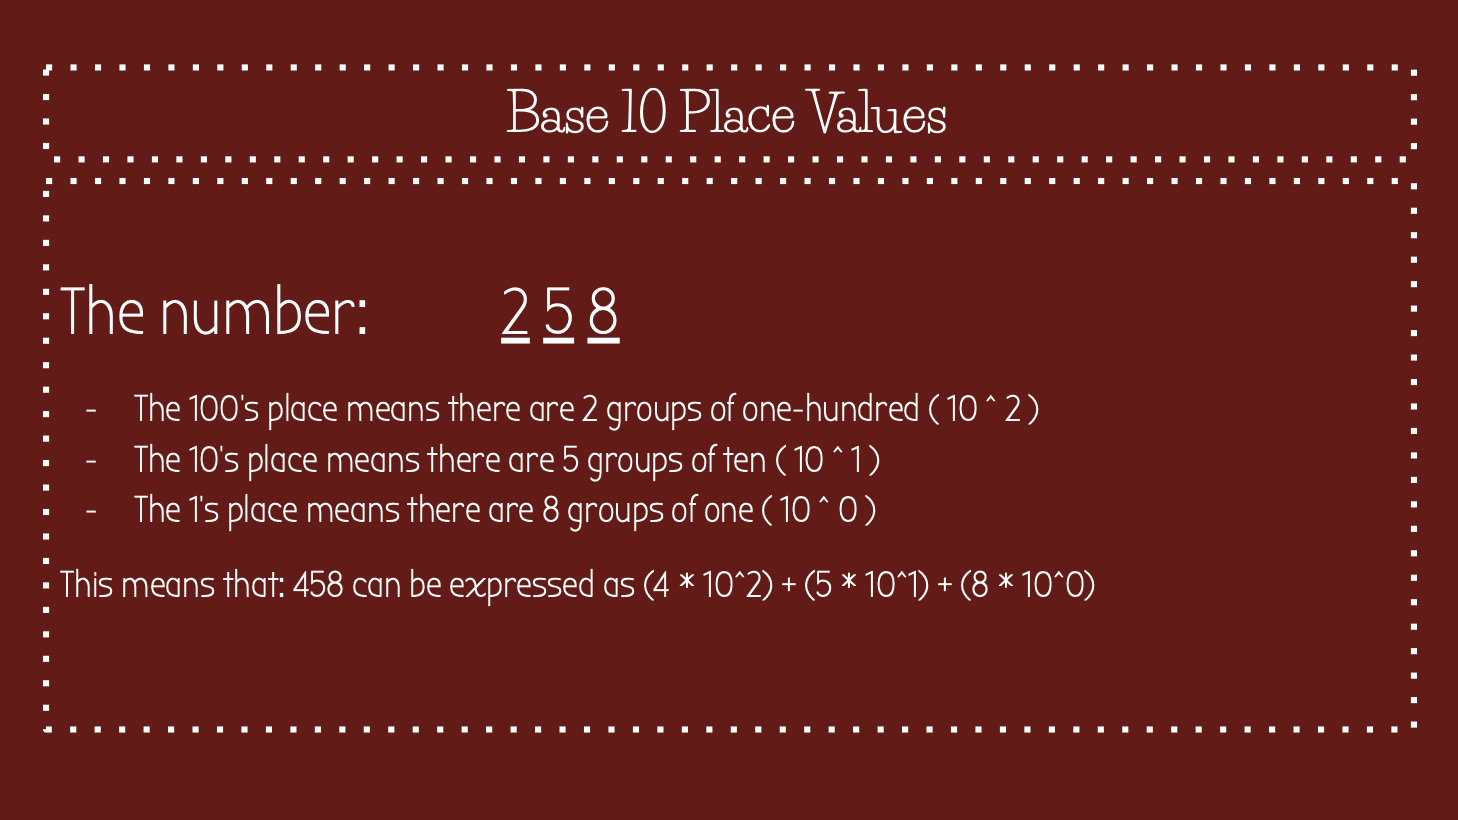 Base 10 Place Values
The number: 2 5 8
- The 100's place means there are 2 groups of one-hundred ( 10 ^ 2 )
- The 10's place means there are 5 groups of ten ( 10 ^ 1 )
- The 1's place means there are 8 groups of one ( 10 ^ 0 )
This means that: 458 can be expressed as (4 * 10^2) + (5 * 10^1) + (8 * 10^0)